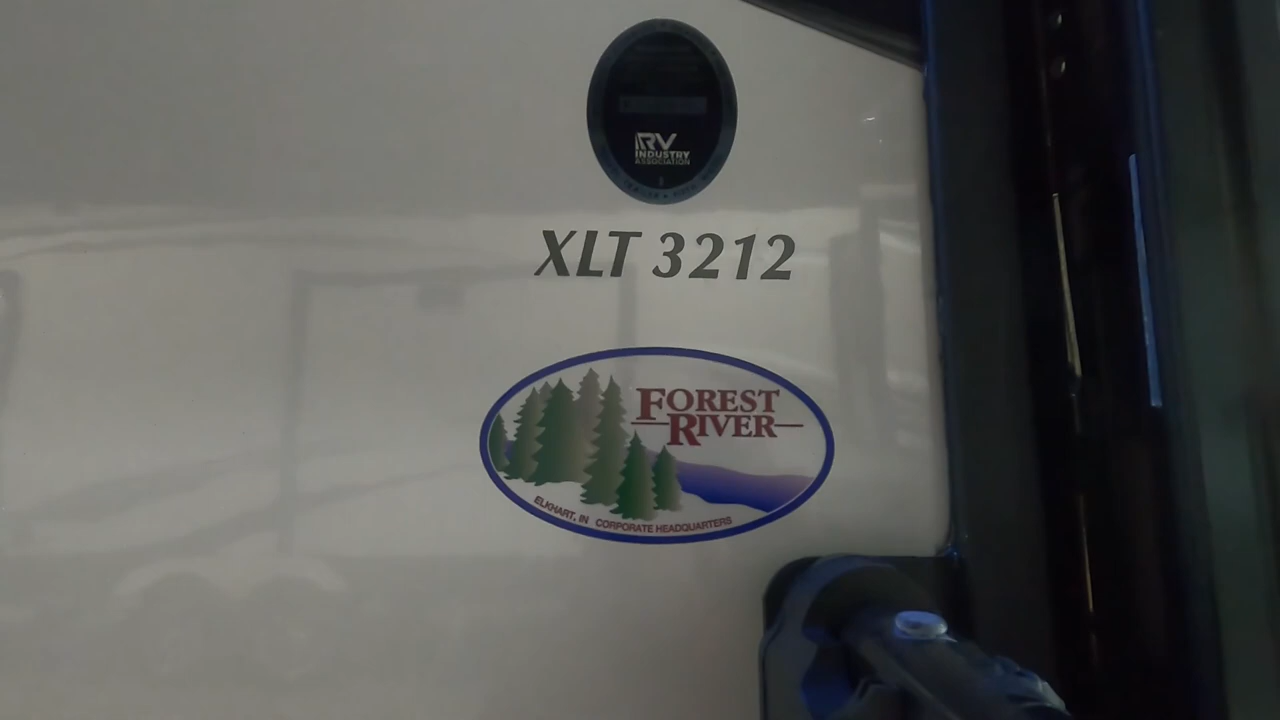 RV
INDUSTRY
ASSOCIATION
XLT 3212
FOREST
RIVER
ELKHART, IN CORPORATE HEADQUARTERS